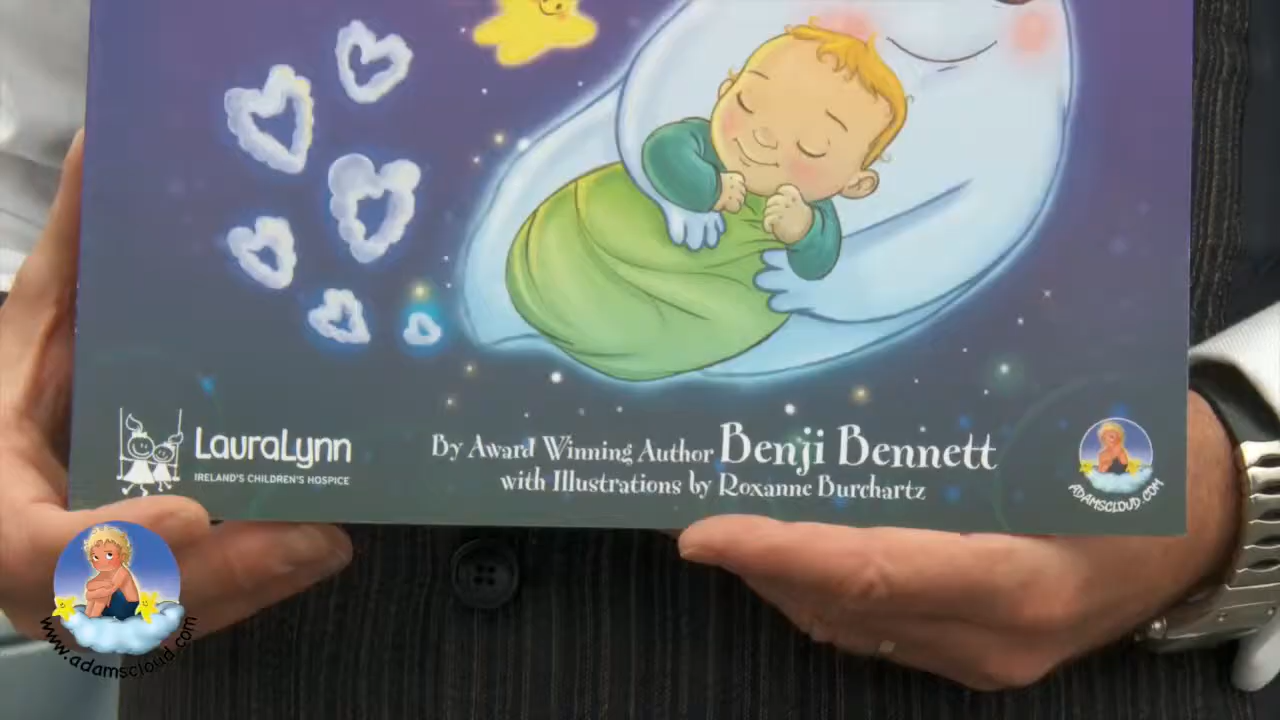 LauraLynn
IRELAND'S CHILDREN'S HOSPICE
By Award Winning Author Benji Bennett
with Illustrations by Roxanne Burchartz
ADAMSCLOUD.COM
www.adamscloud.com